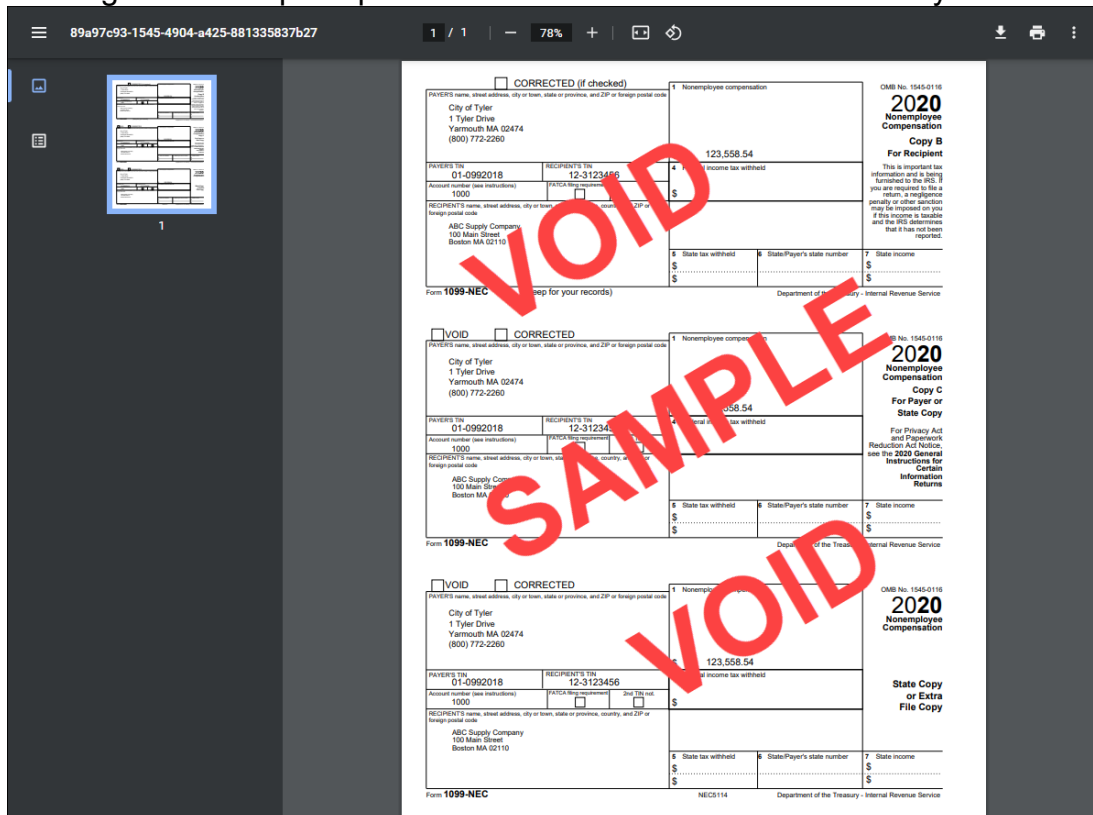 89a97c93-1545-4904-a425-881335837b27
1 / 1
78%
1
CORRECTED (if checked)
PAYER'S name, street address, city or town, state or province, and ZIP or foreign postal code
City of Tyler
1 Tyler Drive
Yarmouth MA 02474
(800) 772-2260
1 Nonemployee compensation
123,558.54
OMB No. 1545-0116
2020
Nonemployee
Compensation
Copy B
For Recipient
PAYER'S TIN
01-0992018
RECIPIENT'S TIN
12-3123456
4 income tax withheld
$
This is important tax
information and is being
furnished to the IRS. If
you are required to file a
return, a negligence
penalty or other sanction
may be imposed on you
if this income is taxable
and the IRS determines
that it has not been
reported.
Account number (see instructions)
1000
FATCA filing requirement
RECIPIENT'S name, street address, city or town, ZIP or
foreign postal code
ABC Supply Company
100 Main Street
Boston MA 02110
5 State tax withheld
6 State/Payer's state number
7 State income
$
$
$
$
Form 1099-NEC
for your records)
Department of the - Internal Revenue Service
VOID
VOID
CORRECTED
PAYER'S name, street address, city or town, state or province, and ZIP or foreign postal code
City of Tyler
1 Tyler Drive
Yarmouth MA 02474
(800) 772-2260
1 Nonemployee
558.54
No. 1545-0116
2020
Nonemployee
Compensation
Copy C
For Payer or
State Copy
PAYER'S TIN
01-0992018
RECIPIENT'S TIN
12-3123
4 income tax withheld
For Privacy Act
and Paperwork
Reduction Act Notice,
see the 2020 General
Instructions for
Certain
Information
Returns
Account number (see instructions)
1000
FATCA filing requirement
RECIPIENT'S name, street address, city or town, country,
foreign postal code
ABC Supply
100 Main
Boston MA
5 State tax withheld
6 State/Payer's state number
7 State income
$
$
$
$
Form 1099-NEC
of the Internal Revenue Service
SAMPLE
VOID
CORRECTED
PAYER'S name, street address, city or town, state or province, and ZIP or foreign postal code
City of Tyler
1 Tyler Drive
Yarmouth MA 02474
(800) 772-2260
1
123,558.54
OMB No. 1545-0116
2020
Nonemployee
Compensation
PAYER'S TIN
01-0992018
RECIPIENT'S TIN
12-3123456
income tax withheld
$
State Copy
or Extra
File Copy
Account number (see instructions)
1000
FATCA filing requirement
2nd TIN not.
RECIPIENT'S name, street address, city or town, state or province, country, and ZIP or
foreign postal code
ABC Supply Company
100 Main Street
Boston MA 02110
5 State tax withheld
6 State/Payer's state number
7 State income
$
$
$
$
Form 1099-NEC
NEC5114
Department of the Treasury - Internal Revenue Service
VOID